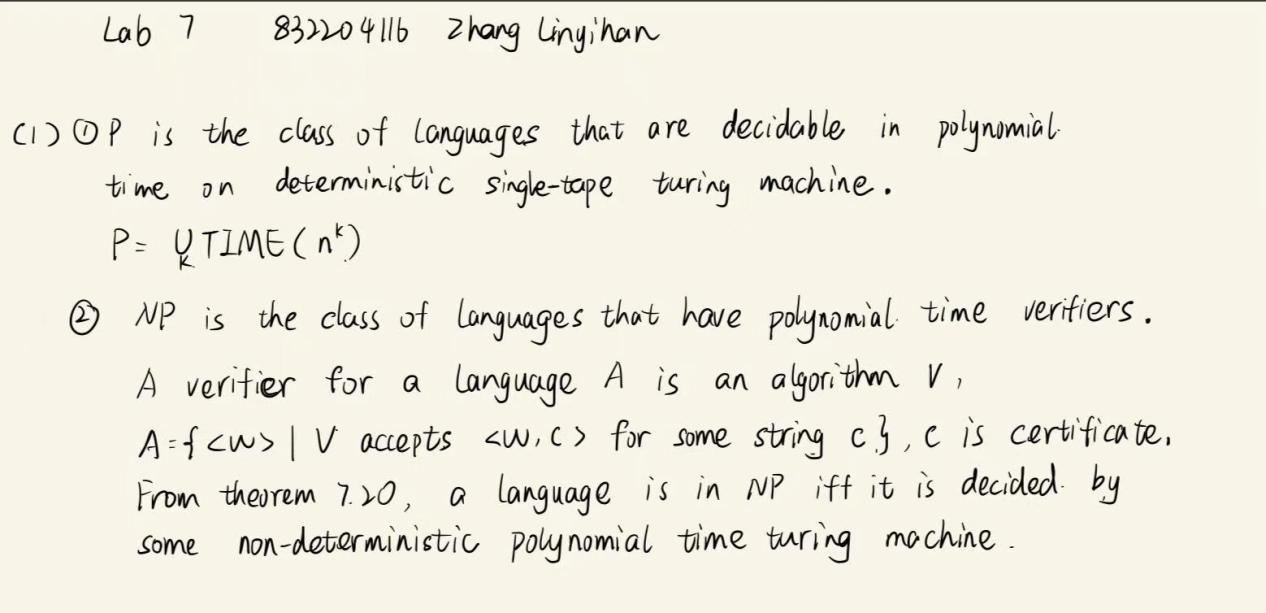 Lab 7 832204116 Zhang Linyihan
(1) ① P is the class of languages that are decidable in polynomial
time on deterministic single-tape turing machine.
P = ∪ₖ TIME(nᵏ)
② NP is the class of languages that have polynomial time verifiers.
A verifier for a language A is an algorithm V,
A={<w> | V accepts <w,c> for some string c}, c is certificate.
From theorem 7.20, a language is in NP iff it is decided by
some non-deterministic polynomial time turing machine.